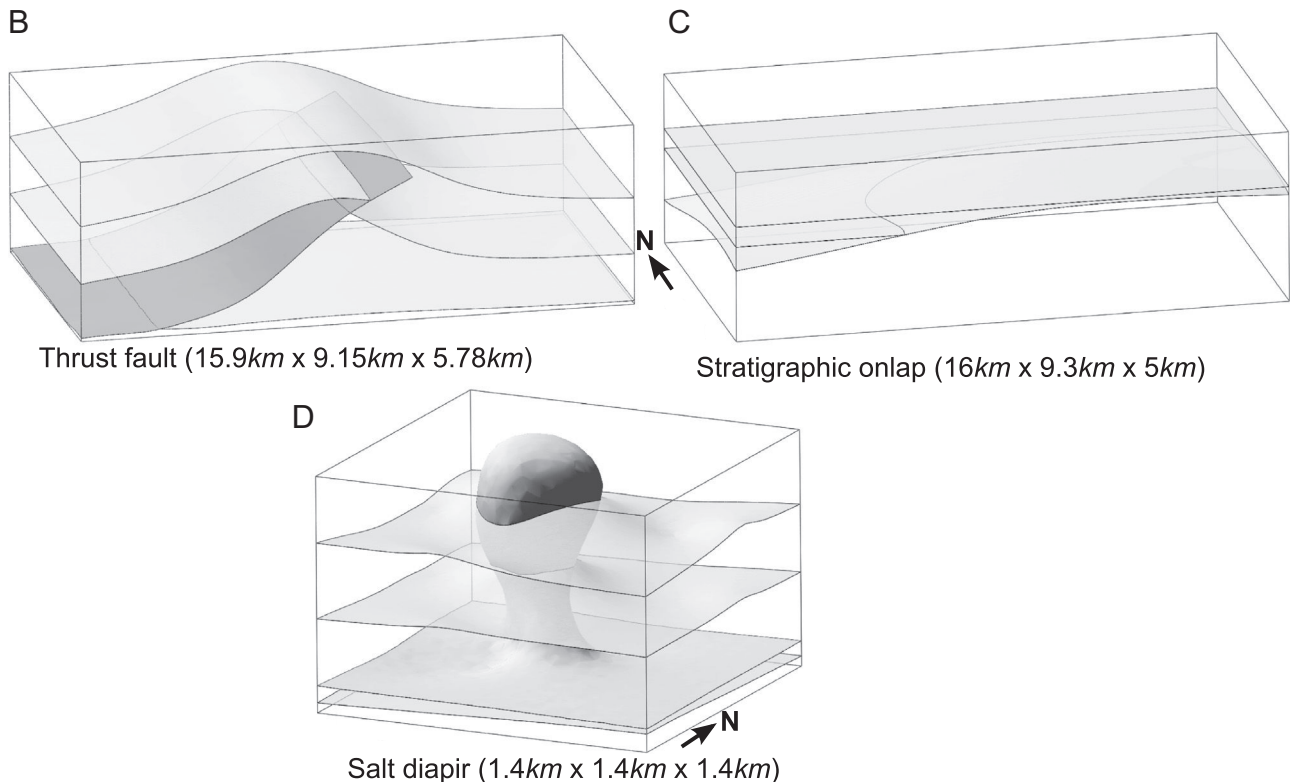 B
C
N
Thrust fault (15.9km x 9.15km x 5.78km)
Stratigraphic onlap (16km x 9.3km x 5km)
D
N
Salt diapir (1.4km x 1.4km x 1.4km)